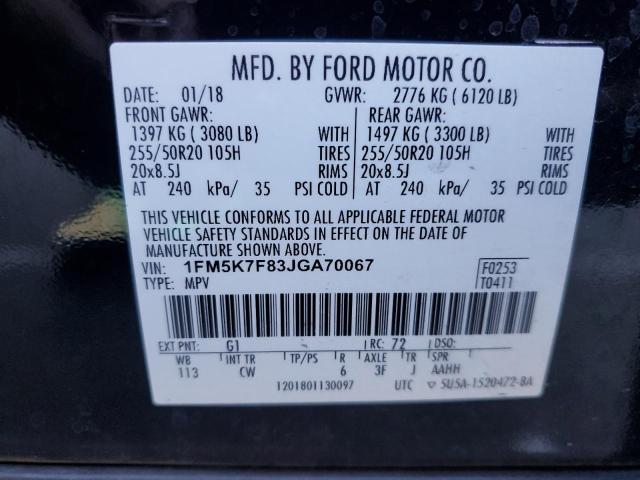 MFD. BY FORD MOTOR CO.
DATE: 01/18 GVWR: 2776 KG ( 6120 LB)
FRONT GAWR: REAR GAWR:
1397 KG ( 3080 LB) WITH 1497 KG ( 3300 LB) WITH
255/50R20 105H TIRES 255/50R20 105H TIRES
20x8.5J RIMS 20x8.5J RIMS
AT 240 kPa/ 35 PSI COLD AT 240 kPa/ 35 PSI COLD
THIS VEHICLE CONFORMS TO ALL APPLICABLE FEDERAL MOTOR
VEHICLE SAFETY STANDARDS IN EFFECT ON THE DATE OF
MANUFACTURE SHOWN ABOVE.
VIN: 1FM5K7F83JGA70067 F0253
TYPE: MPV T0411
EXT PNT: G1 RC: 72 DSO:
WB INT TR TP/PS R AXLE TR SPR
113 CW 6 3F J AAHH
1201801130097 UTC ▽ 5U5A-1520472-BA